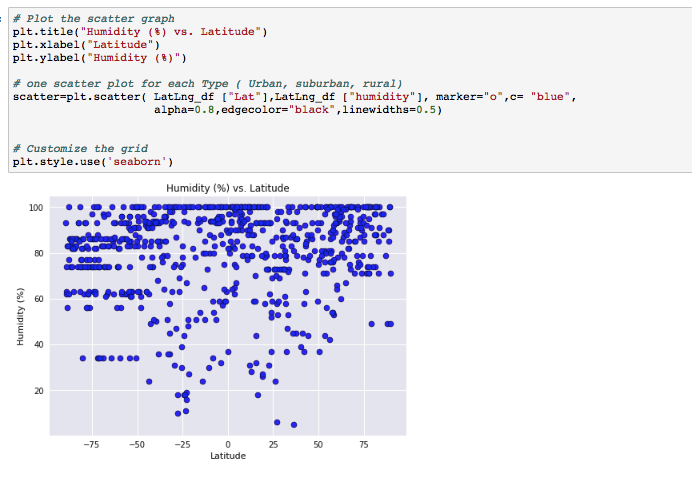 # Plot the scatter graph
plt.title("Humidity (%) vs. Latitude")
plt.xlabel("Latitude")
plt.ylabel("Humidity (%)")
# one scatter plot for each Type ( Urban, suburban, rural)
scatter=plt.scatter( LatLng_df ["Lat"],LatLng_df ["humidity"], marker="o",c= "blue",
alpha=0.8,edgecolor="black",linewidths=0.5)
# Customize the grid
plt.style.use('seaborn')
Humidity (%) vs. Latitude
100
80
60
40
20
Humidity (%)
−75 −50 −25 0 25 50 75
Latitude